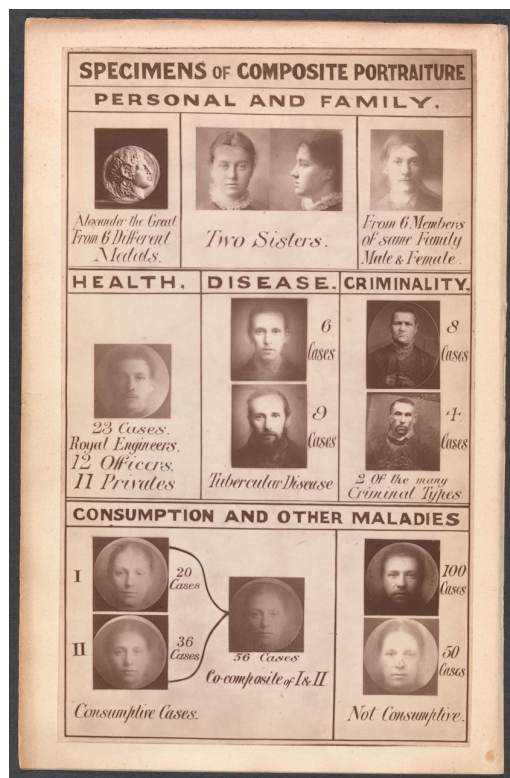 SPECIMENS OF COMPOSITE PORTRAITURE
PERSONAL AND FAMILY.
Alexander the Great
From 6 Different
Medals.
Two Sisters.
From 6 Members
of same Family
Male & Female.
HEALTH.
23 Cases.
Royal Engineers.
12 Officers.
11 Privates
DISEASE.
6
Cases
9
Cases
Tubercular Disease
CRIMINALITY.
8
Cases
4
Cases
2 Of the many
Criminal Types
CONSUMPTION AND OTHER MALADIES
I
20
Cases
II
36
Cases
56 Cases
Co-composite of I & II
Consumptive Cases.
100
Cases
50
Cases
Not Consumptive.